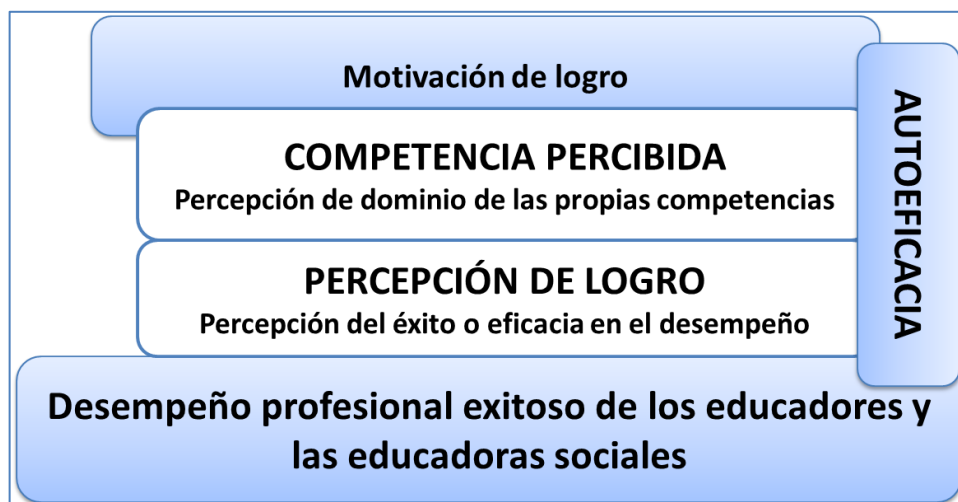 Motivación de logro
COMPETENCIA PERCIBIDA
Percepción de dominio de las propias competencias
PERCEPCIÓN DE LOGRO
Percepción del éxito o eficacia en el desempeño
AUTOEFICACIA
Desempeño profesional exitoso de los educadores y
las educadoras sociales